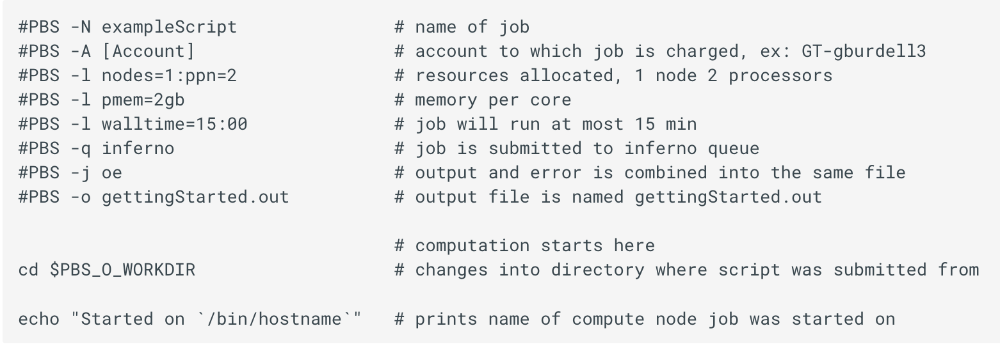 #PBS -N exampleScript # name of job
#PBS -A [Account] # account to which job is charged, ex: GT-gburdell3
#PBS -l nodes=1:ppn=2 # resources allocated, 1 node 2 processors
#PBS -l pmem=2gb # memory per core
#PBS -l walltime=15:00 # job will run at most 15 min
#PBS -q inferno # job is submitted to inferno queue
#PBS -j oe # output and error is combined into the same file
#PBS -o gettingStarted.out # output file is named gettingStarted.out
# computation starts here
cd $PBS_O_WORKDIR # changes into directory where script was submitted from
echo "Started on `/bin/hostname`" # prints name of compute node job was started on